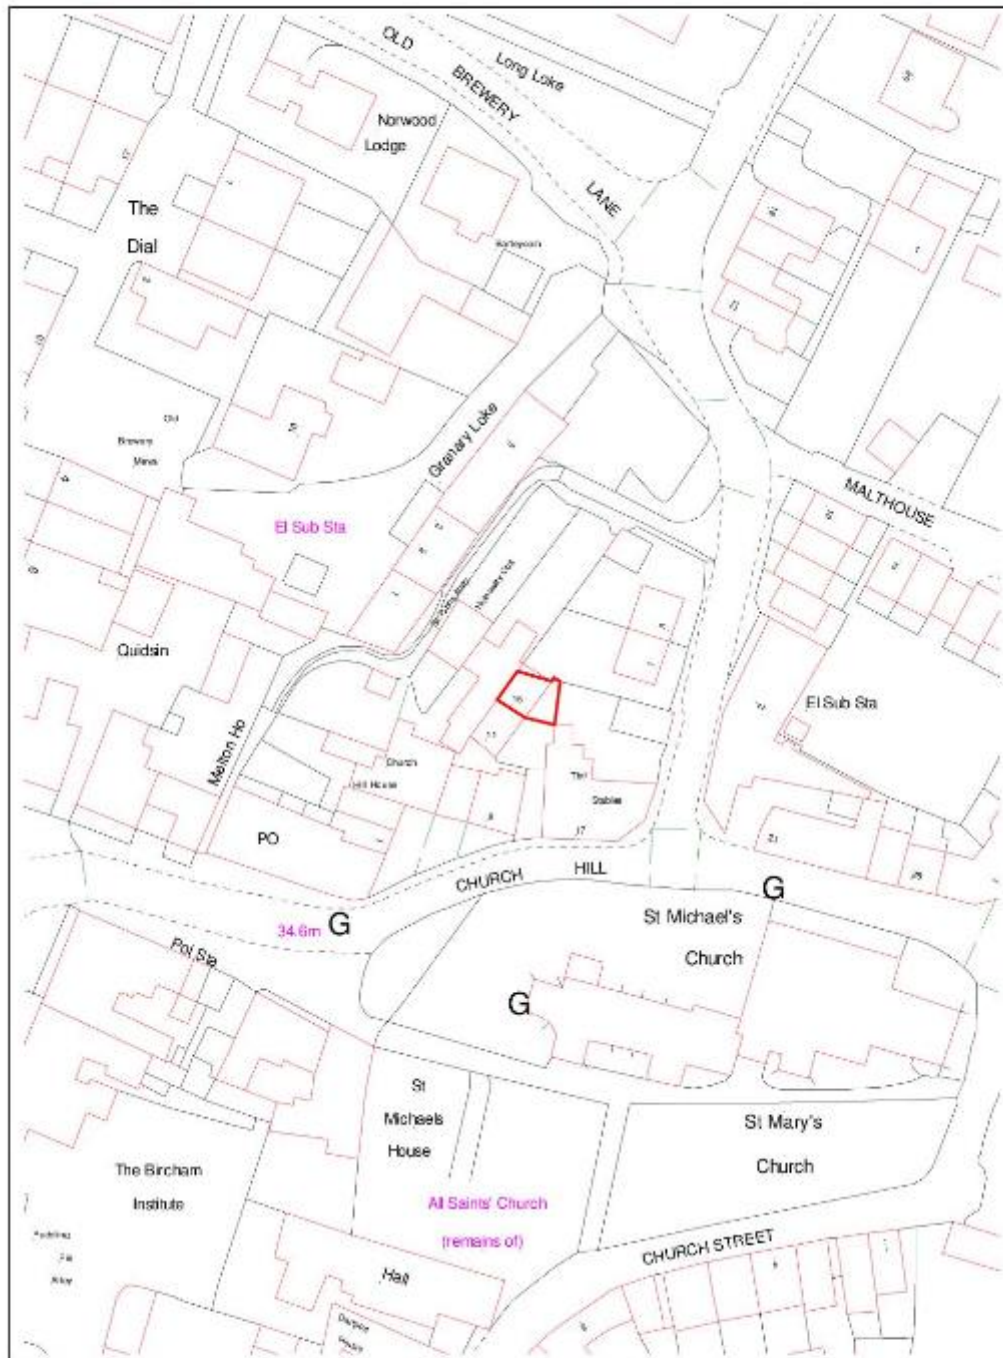 OLD
BREWERY
LANE
Long Loke
Norwood
Lodge
The
Dial
Barleycorn
Granary Loke
Old
Brewery
Mews
El Sub Sta
MALTHOUSE
Quidsin
El Sub Sta
Melton Ho
Church
Hill House
The
Stables
17
PO
CHURCH HILL
G
34.6m
G
St Michael's
Church
Pol Sta
G
St
Michaels
House
St Mary's
Church
The Bircham
Institute
All Saints' Church
(remains of)
CHURCH STREET
Hall